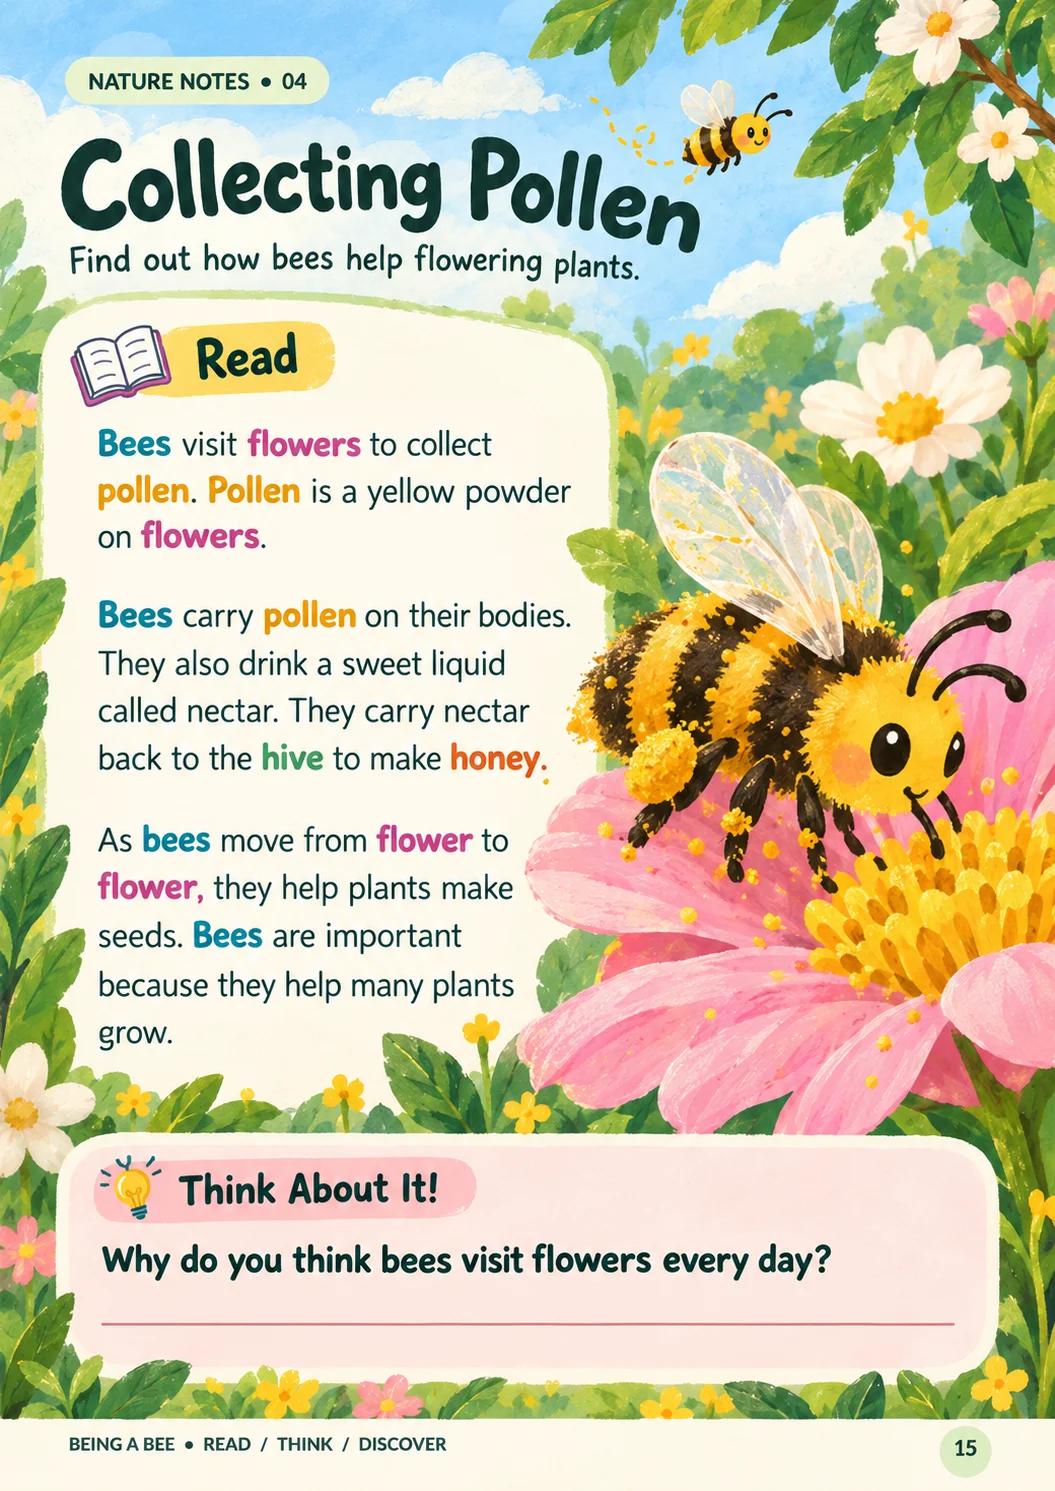 NATURE NOTES • 04
Collecting Pollen
Find out how bees help flowering plants.
Read
Bees visit flowers to collect
pollen. Pollen is a yellow powder
on flowers.
Bees carry pollen on their bodies.
They also drink a sweet liquid
called nectar. They carry nectar
back to the hive to make honey.
As bees move from flower to
flower, they help plants make
seeds. Bees are important
because they help many plants
grow.
Think About It!
Why do you think bees visit flowers every day?
BEING A BEE • READ / THINK / DISCOVER
15